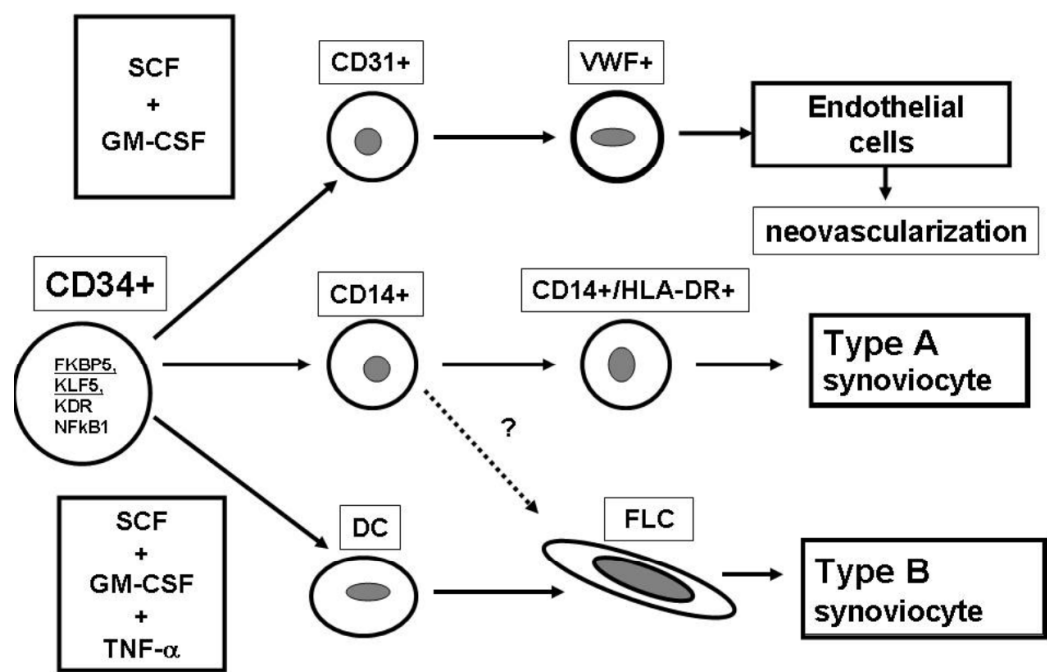 SCF
+
GM-CSF
CD31+
VWF+
Endothelial
cells
neovascularization
CD34+
FKBP5,
KLF5,
KDR
NFkB1
CD14+
CD14+/HLA-DR+
Type A
synoviocyte
?
SCF
+
GM-CSF
+
TNF-α
DC
FLC
Type B
synoviocyte